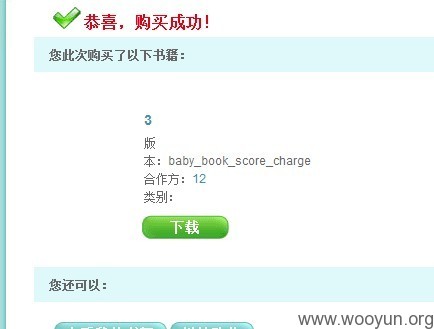 恭喜，购买成功！
您此次购买了以下书籍：
3
版
本：baby_book_score_charge
合作方：12
类别：
下载
您还可以：
www.wooyun.org